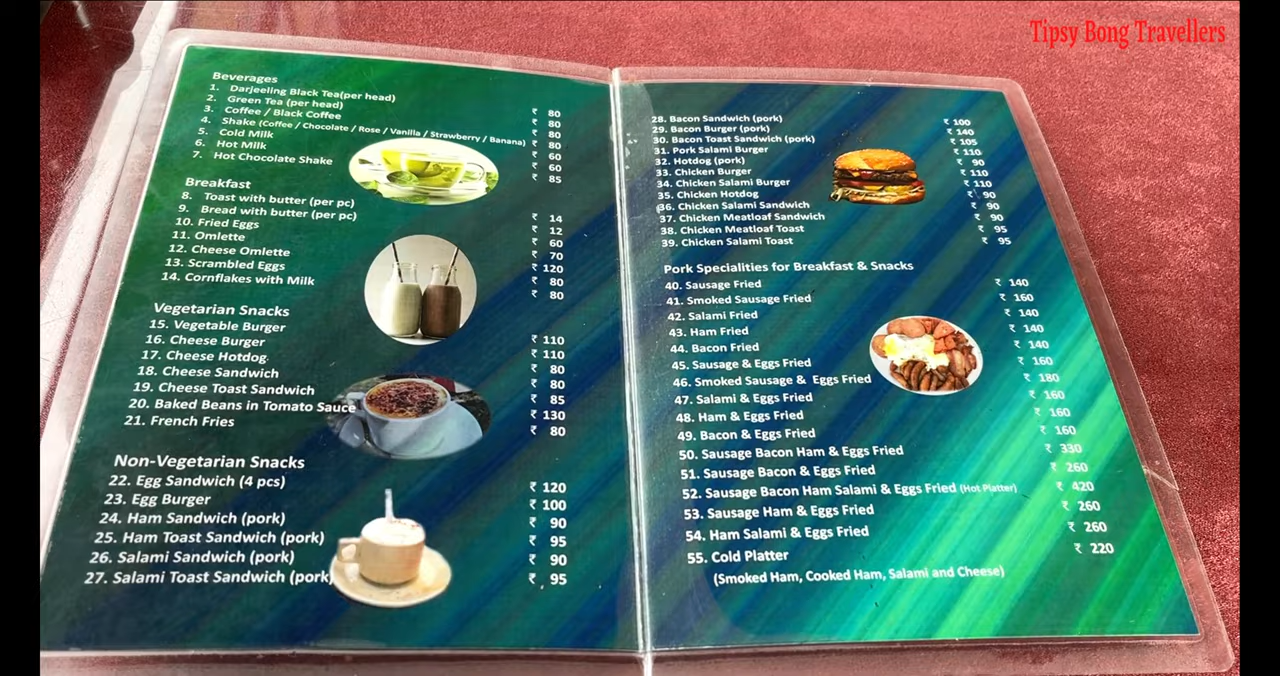 Tipsy Bong Travellers
Beverages
1. Darjeeling Black Tea(per head) ₹ 80
2. Green Tea (per head) ₹ 80
3. Coffee / Black Coffee ₹ 80
4. Shake (Coffee / Chocolate / Rose / Vanilla / Strawberry / Banana) ₹ 80
5. Cold Milk ₹ 60
6. Hot Milk ₹ 60
7. Hot Chocolate Shake ₹ 85
Breakfast
8. Toast with butter (per pc) ₹ 14
9. Bread with butter (per pc) ₹ 12
10. Fried Eggs ₹ 60
11. Omlette ₹ 70
12. Cheese Omlette ₹ 120
13. Scrambled Eggs ₹ 80
14. Cornflakes with Milk ₹ 80
Vegetarian Snacks
15. Vegetable Burger ₹ 110
16. Cheese Burger ₹ 110
17. Cheese Hotdog ₹ 80
18. Cheese Sandwich ₹ 80
19. Cheese Toast Sandwich ₹ 85
20. Baked Beans in Tomato Sauce ₹ 130
21. French Fries ₹ 80
Non-Vegetarian Snacks
22. Egg Sandwich (4 pcs) ₹ 120
23. Egg Burger ₹ 100
24. Ham Sandwich (pork) ₹ 90
25. Ham Toast Sandwich (pork) ₹ 95
26. Salami Sandwich (pork) ₹ 90
27. Salami Toast Sandwich (pork) ₹ 95
28. Bacon Sandwich (pork) ₹ 100
29. Bacon Burger (pork) ₹ 140
30. Bacon Toast Sandwich (pork) ₹ 105
31. Pork Salami Burger ₹ 110
32. Hotdog (pork) ₹ 90
33. Chicken Burger ₹ 110
34. Chicken Salami Burger ₹ 110
35. Chicken Hotdog ₹ 90
36. Chicken Salami Sandwich ₹ 90
37. Chicken Meatloaf Sandwich ₹ 90
38. Chicken Meatloaf Toast ₹ 95
39. Chicken Salami Toast ₹ 95
Pork Specialities for Breakfast & Snacks
40. Sausage Fried ₹ 140
41. Smoked Sausage Fried ₹ 160
42. Salami Fried ₹ 140
43. Ham Fried ₹ 140
44. Bacon Fried ₹ 140
45. Sausage & Eggs Fried ₹ 160
46. Smoked Sausage & Eggs Fried ₹ 180
47. Salami & Eggs Fried ₹ 160
48. Ham & Eggs Fried ₹ 160
49. Bacon & Eggs Fried ₹ 160
50. Sausage Bacon Ham & Eggs Fried ₹ 330
51. Sausage Bacon & Eggs Fried ₹ 260
52. Sausage Bacon Ham Salami & Eggs Fried (Hot Platter) ₹ 420
53. Sausage Ham & Eggs Fried ₹ 260
54. Ham Salami & Eggs Fried ₹ 260
55. Cold Platter ₹ 220
(Smoked Ham, Cooked Ham, Salami and Cheese)